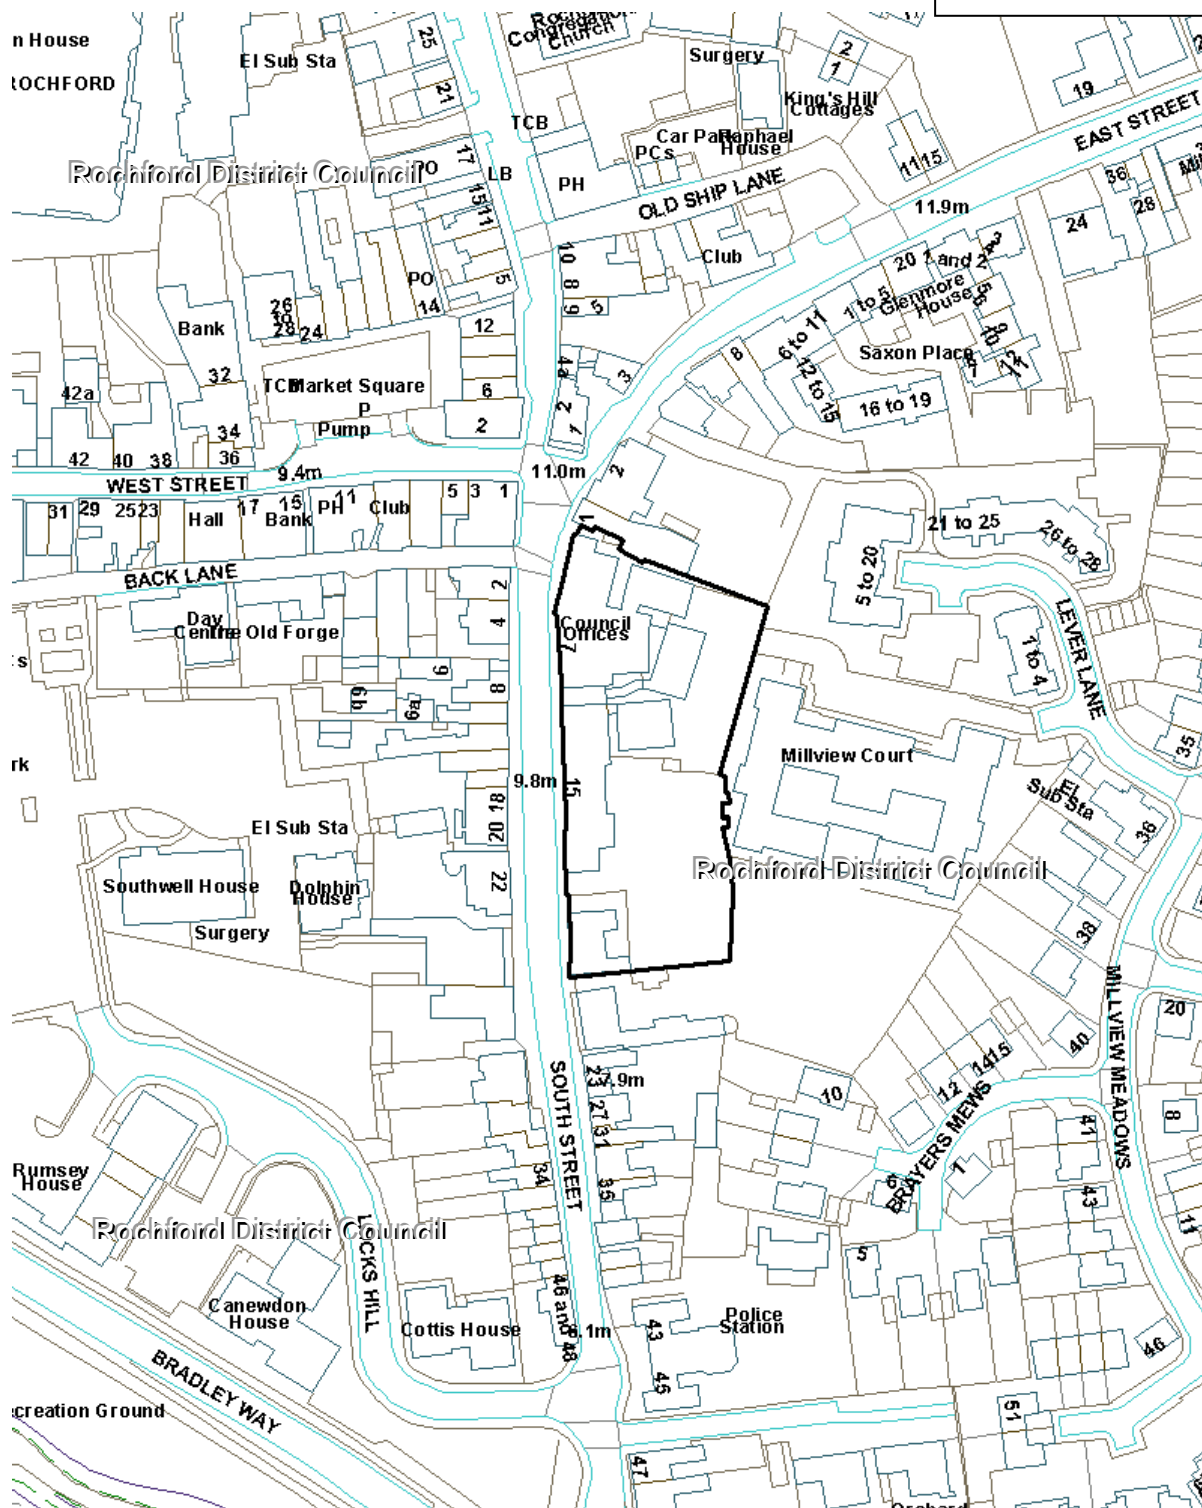 n House
ROCHFORD
El Sub Sta
25
21
Congregation
Church
Surgery
2
1
King's Hill
Cottages
19
EAST STREET
TCB
Car Park
Raphael
House
PCs
1115
Rochford District Council
PO
17
LB
PH
OLD SHIP LANE
36
28
24
11.9m
15
11
Club
20
1 and 2
PO
14
5
10
8
9
5
1 to 5
Glenmore
House
Bank
26
to
28
24
12
6 to 11
8
Saxon Place
32
TCB
Market Square
P
Pump
6
2
4a
3
12 to 15
16 to 19
42a
34
36
42
40
38
2
1
9.4m
11.0m
2
WEST STREET
31
29
25
23
Hall
17
15
Bank
PH
11
Club
5
3
1
1
21 to 25
26 to 28
5 to 20
BACK LANE
2
4
Day
Centre
The Old Forge
Council
Offices
7
LEVER LANE
1 to 4
6
8
6b
6a
rk
9.8m
15
Millview Court
35
El
Sub Sta
36
18
20
El Sub Sta
22
Southwell House
Dolphin
House
Surgery
Rochford District Council
38
MILLVIEW MEADOWS
20
40
SOUTH STREET
23
7.9m
27
31
10
12
14
15
8
41
BRAYERS MEWS
1
6
Rumsey
House
34
35
43
11
Rochford District Council
LOCKS HILL
5
Canewdon
House
Cottis House
46 and 48
6.1m
43
Police
Station
46
45
BRADLEY WAY
creation Ground
51
47
Orchard